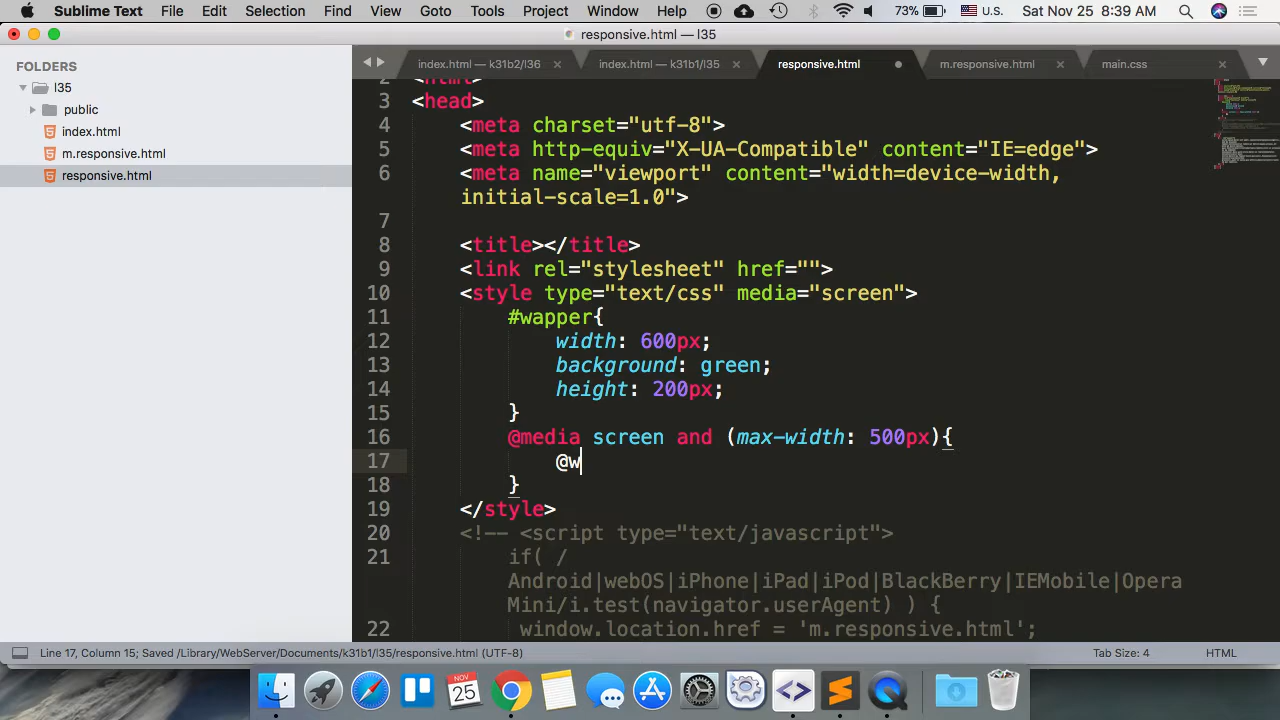 Sublime Text File Edit Selection Find View Goto Tools Project Window Help 73% U.S. Sat Nov 25 8:39 AM
responsive.html — l35
FOLDERS
l35
public
index.html
m.responsive.html
responsive.html
index.html — k31b2/l36 index.html — k31b1/l35 responsive.html m.responsive.html main.css
2 <html>
3 <head>
4 <meta charset="utf-8">
5 <meta http-equiv="X-UA-Compatible" content="IE=edge">
6 <meta name="viewport" content="width=device-width,
initial-scale=1.0">
7
8 <title></title>
9 <link rel="stylesheet" href="">
10 <style type="text/css" media="screen">
11 #wapper{
12 width: 600px;
13 background: green;
14 height: 200px;
15 }
16 @media screen and (max-width: 500px){
17 @w
18 }
19 </style>
20 <!-- <script type="text/javascript">
21 if( /
Android|webOS|iPhone|iPad|iPod|BlackBerry|IEMobile|Opera
Mini/i.test(navigator.userAgent) ) {
22 window.location.href = 'm.responsive.html';
Line 17, Column 15; Saved /Library/WebServer/Documents/k31b1/l35/responsive.html (UTF-8) Tab Size: 4 HTML
NOV
25